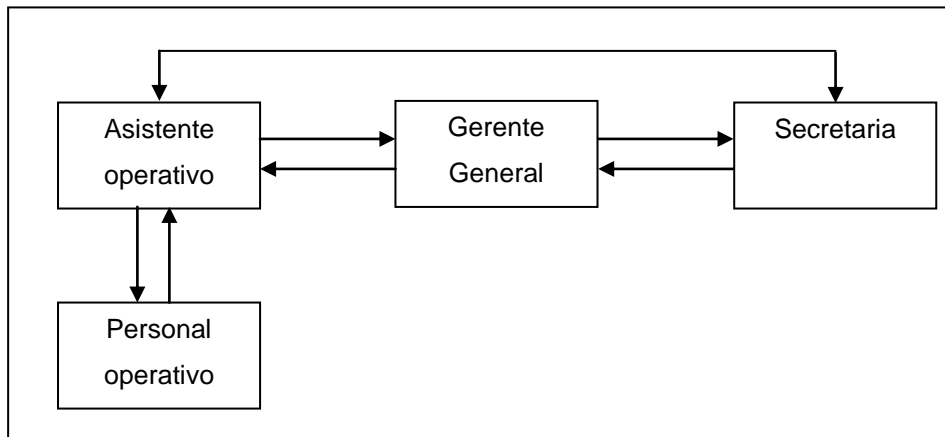 Asistente
operativo
Gerente
General
Secretaria
Personal
operativo